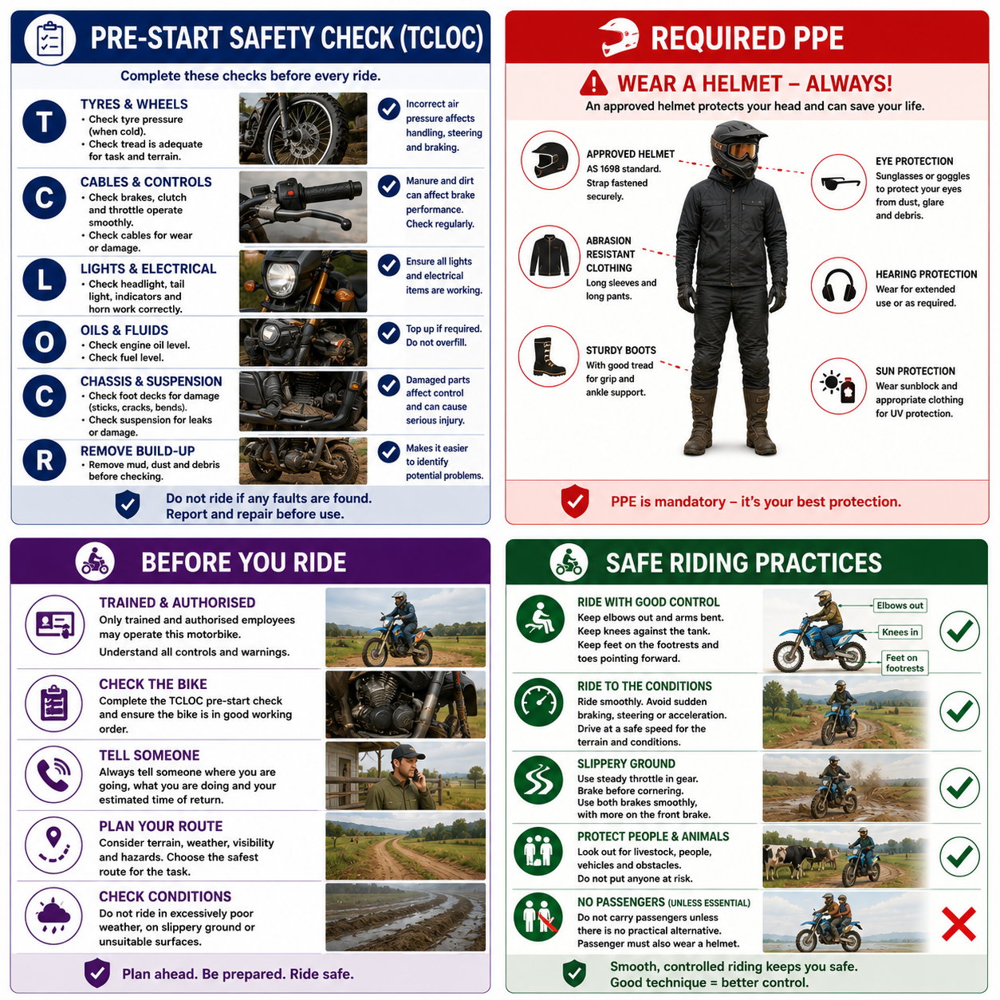 PRE-START SAFETY CHECK (TCLOC)
Complete these checks before every ride.
T
TYRES & WHEELS
• Check tyre pressure
(when cold).
• Check tread is adequate
for task and terrain.
Incorrect air
pressure affects
handling, steering
and braking.
C
CABLES & CONTROLS
• Check brakes, clutch
and throttle operate
smoothly.
• Check cables for wear
or damage.
Manure and dirt
can affect brake
performance.
Check regularly.
L
LIGHTS & ELECTRICAL
• Check headlight, tail
light, indicators and
horn work correctly.
Ensure all lights
and electrical
items are working.
O
OILS & FLUIDS
• Check engine oil level.
• Check fuel level.
Top up if required.
Do not overfill.
C
CHASSIS & SUSPENSION
• Check foot decks for damage
(sticks, cracks, bends).
• Check suspension for leaks
or damage.
Damaged parts
affect control
and can cause
serious injury.
R
REMOVE BUILD-UP
• Remove mud, dust and debris
before checking.
Makes it easier
to identify
potential problems.
Do not ride if any faults are found.
Report and repair before use.
REQUIRED PPE
WEAR A HELMET – ALWAYS!
An approved helmet protects your head and can save your life.
APPROVED HELMET
AS 1698 standard.
Strap fastened
securely.
ABRASION
RESISTANT
CLOTHING
Long sleeves and
long pants.
STURDY BOOTS
With good tread
for grip and
ankle support.
EYE PROTECTION
Sunglasses or goggles
to protect your eyes
from dust, glare
and debris.
HEARING PROTECTION
Wear for extended
use or as required.
SUN PROTECTION
Wear sunblock and
appropriate clothing
for UV protection.
PPE is mandatory – it's your best protection.
BEFORE YOU RIDE
TRAINED & AUTHORISED
Only trained and authorised employees
may operate this motorbike.
Understand all controls and warnings.
CHECK THE BIKE
Complete the TCLOC pre-start check
and ensure the bike is in good working
order.
TELL SOMEONE
Always tell someone where you are
going, what you are doing and your
estimated time of return.
PLAN YOUR ROUTE
Consider terrain, weather, visibility
and hazards. Choose the safest
route for the task.
CHECK CONDITIONS
Do not ride in excessively poor
weather, on slippery ground or
unsuitable surfaces.
Plan ahead. Be prepared. Ride safe.
SAFE RIDING PRACTICES
RIDE WITH GOOD CONTROL
Keep elbows out and arms bent.
Keep knees against the tank.
Keep feet on the footrests and
toes pointing forward.
Elbows out
Knees in
Feet on
footrests
RIDE TO THE CONDITIONS
Ride smoothly. Avoid sudden
braking, steering or acceleration.
Drive at a safe speed for the
terrain and conditions.
SLIPPERY GROUND
Use steady throttle in gear.
Brake before cornering.
Use both brakes smoothly,
with more on the front brake.
PROTECT PEOPLE & ANIMALS
Look out for livestock, people,
vehicles and obstacles.
Do not put anyone at risk.
NO PASSENGERS (UNLESS ESSENTIAL)
Do not carry passengers unless
there is no practical alternative.
Passenger must also wear a helmet.
Smooth, controlled riding keeps you safe.
Good technique = better control.